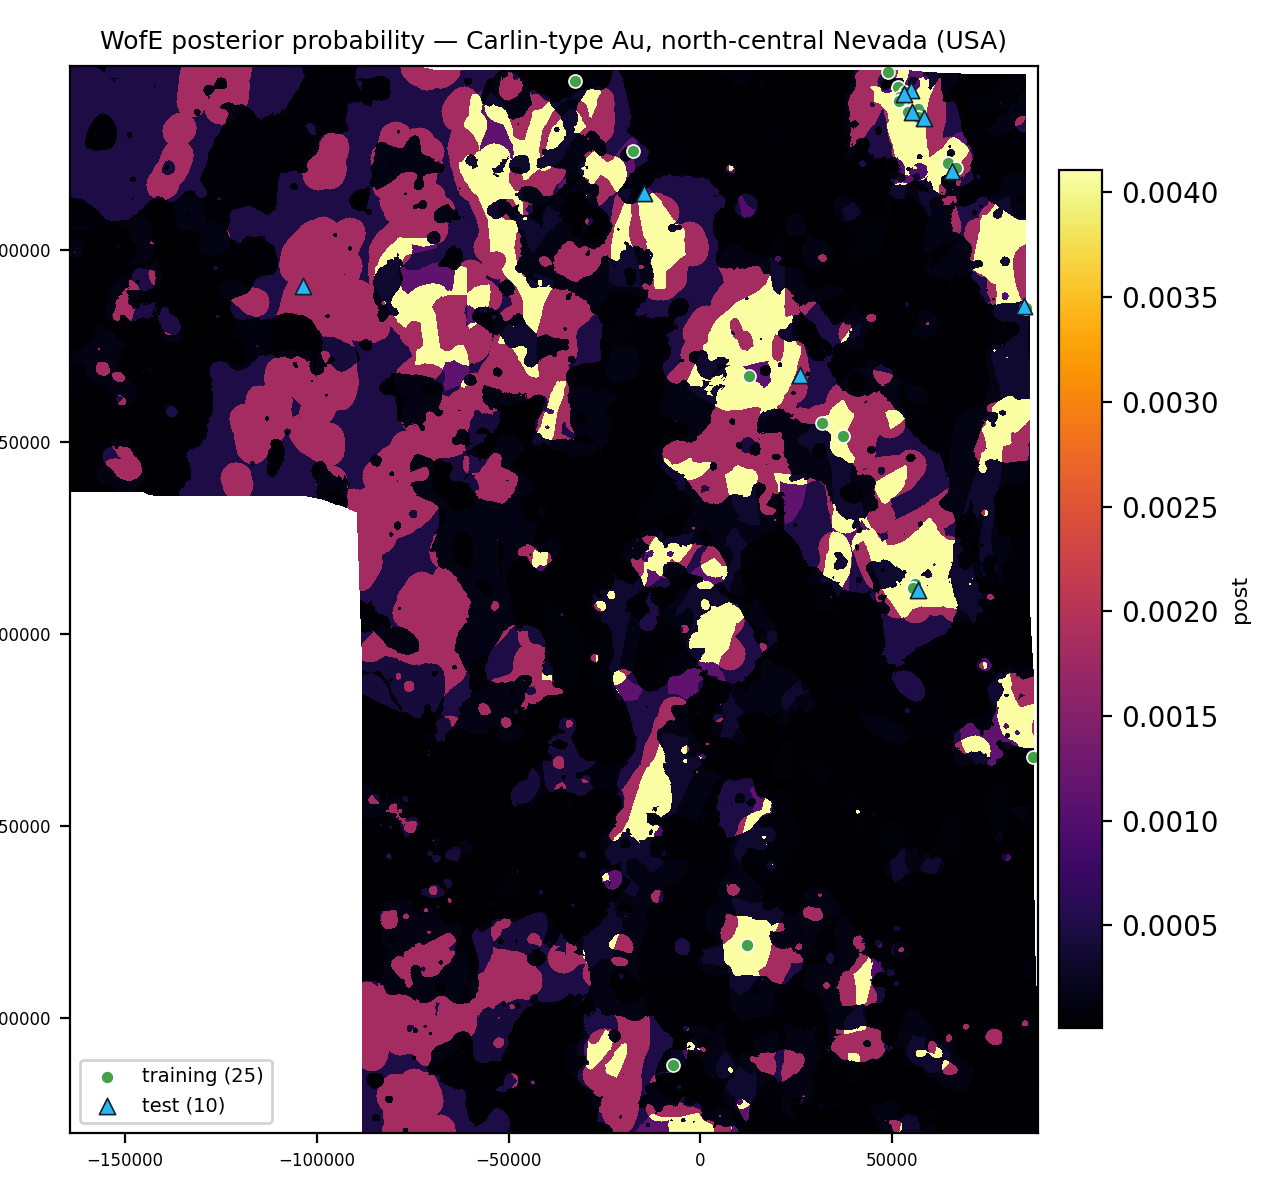 WofE posterior probability — Carlin-type Au, north-central Nevada (USA)
00000
50000
00000
50000
00000
0.0040
0.0035
0.0030
0.0025
0.0020
0.0015
0.0010
0.0005
post
training (25)
test (10)
−150000 −100000 −50000 0 50000